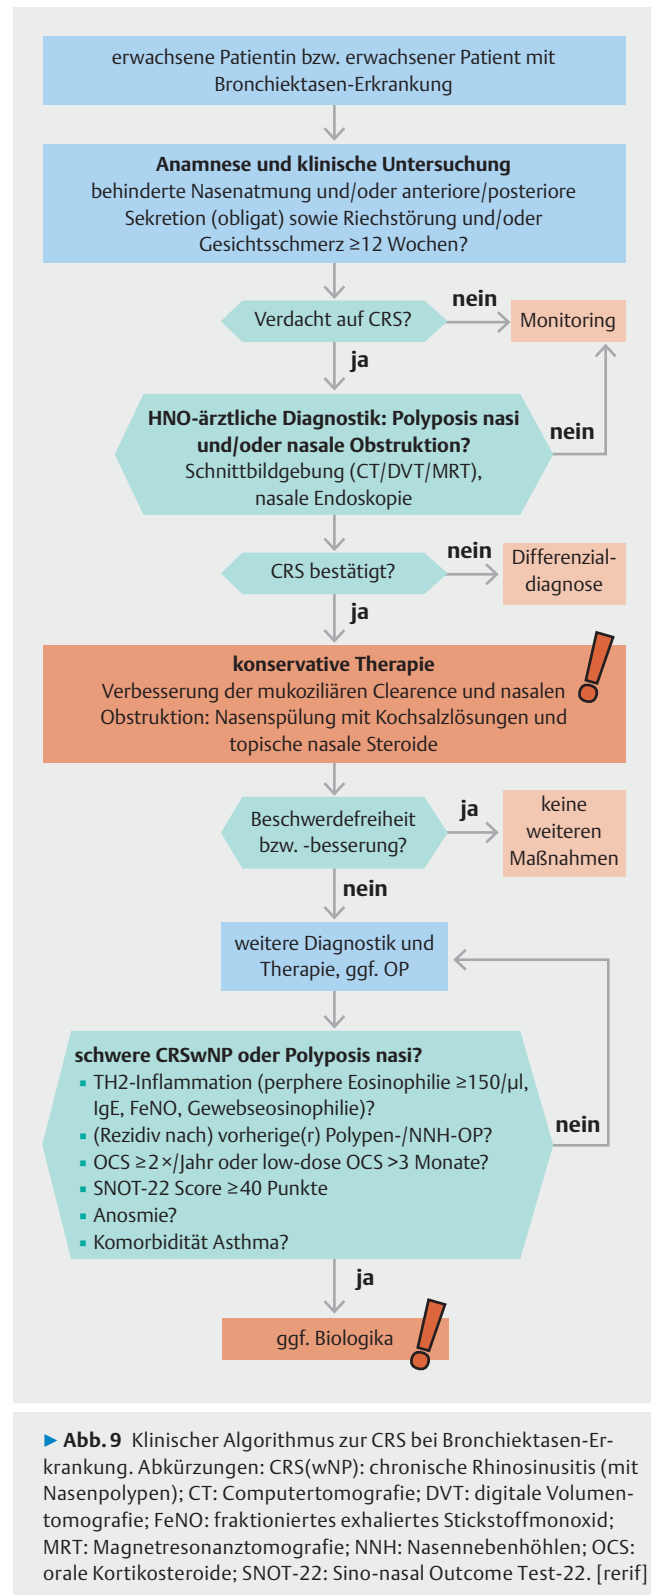 erwachsene Patientin bzw. erwachsener Patient mit
Bronchiektasen-Erkrankung
Anamnese und klinische Untersuchung
behinderte Nasenatmung und/oder anteriore/posteriore
Sekretion (obligat) sowie Riechstörung und/oder
Gesichtsschmerz ≥12 Wochen?
Verdacht auf CRS?
nein
Monitoring
ja
HNO-ärztliche Diagnostik: Polyposis nasi
und/oder nasale Obstruktion?
Schnittbildgebung (CT/DVT/MRT),
nasale Endoskopie
nein
CRS bestätigt?
nein
Differenzial-
diagnose
ja
konservative Therapie
Verbesserung der mukoziliären Clearence und nasalen
Obstruktion: Nasenspülung mit Kochsalzlösungen und
topische nasale Steroide
Beschwerdefreiheit
bzw. -besserung?
ja
keine
weiteren
Maßnahmen
nein
weitere Diagnostik und
Therapie, ggf. OP
schwere CRSwNP oder Polyposis nasi?
▪ TH2-Inflammation (perphere Eosinophilie ≥150/µl,
IgE, FeNO, Gewebseosinophilie)?
▪ (Rezidiv nach) vorherige(r) Polypen-/NNH-OP?
▪ OCS ≥2×/Jahr oder low-dose OCS >3 Monate?
▪ SNOT-22 Score ≥40 Punkte
▪ Anosmie?
▪ Komorbidität Asthma?
nein
ja
ggf. Biologika
▶ Abb. 9 Klinischer Algorithmus zur CRS bei Bronchiektasen-Er-
krankung. Abkürzungen: CRS(wNP): chronische Rhinosinusitis (mit
Nasenpolypen); CT: Computertomografie; DVT: digitale Volumen-
tomografie; FeNO: fraktioniertes exhaliertes Stickstoffmonoxid;
MRT: Magnetresonanztomografie; NNH: Nasennebenhöhlen; OCS:
orale Kortikosteroide; SNOT-22: Sino-nasal Outcome Test-22. [rerif]